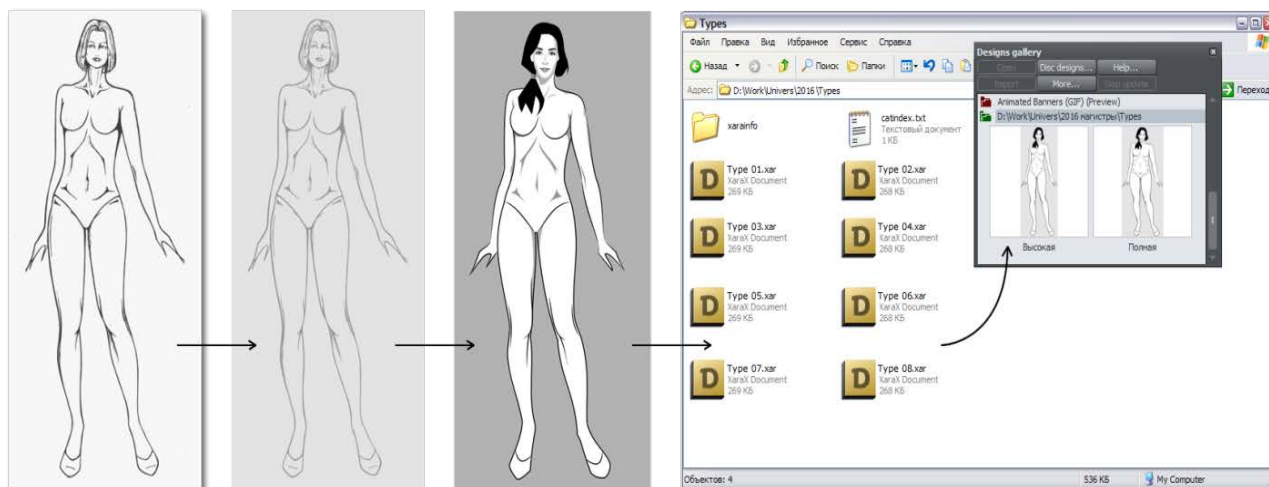 Types
Файл Правка Вид Избранное Сервис Справка
Назад Поиск Папки
Адрес: D:\Work\Univers\2016 \Types Переход
xarainfo
catindex.txt
Текстовый документ
1 КБ
Type 01.xar
XaraX Document
269 КБ
Type 02.xar
XaraX Document
268 КБ
Type 03.xar
XaraX Document
269 КБ
Type 04.xar
XaraX Document
268 КБ
Type 05.xar
XaraX Document
269 КБ
Type 06.xar
XaraX Document
268 КБ
Type 07.xar
XaraX Document
269 КБ
Type 08.xar
XaraX Document
268 КБ
Объектов: 4 536 КБ My Computer
Designs gallery
Open Disc designs... Help...
Import More... Stop update
Animated Banners (GIF) (Preview)
D:\Work\Univers\2016 магистры\Types
Высокая Полная